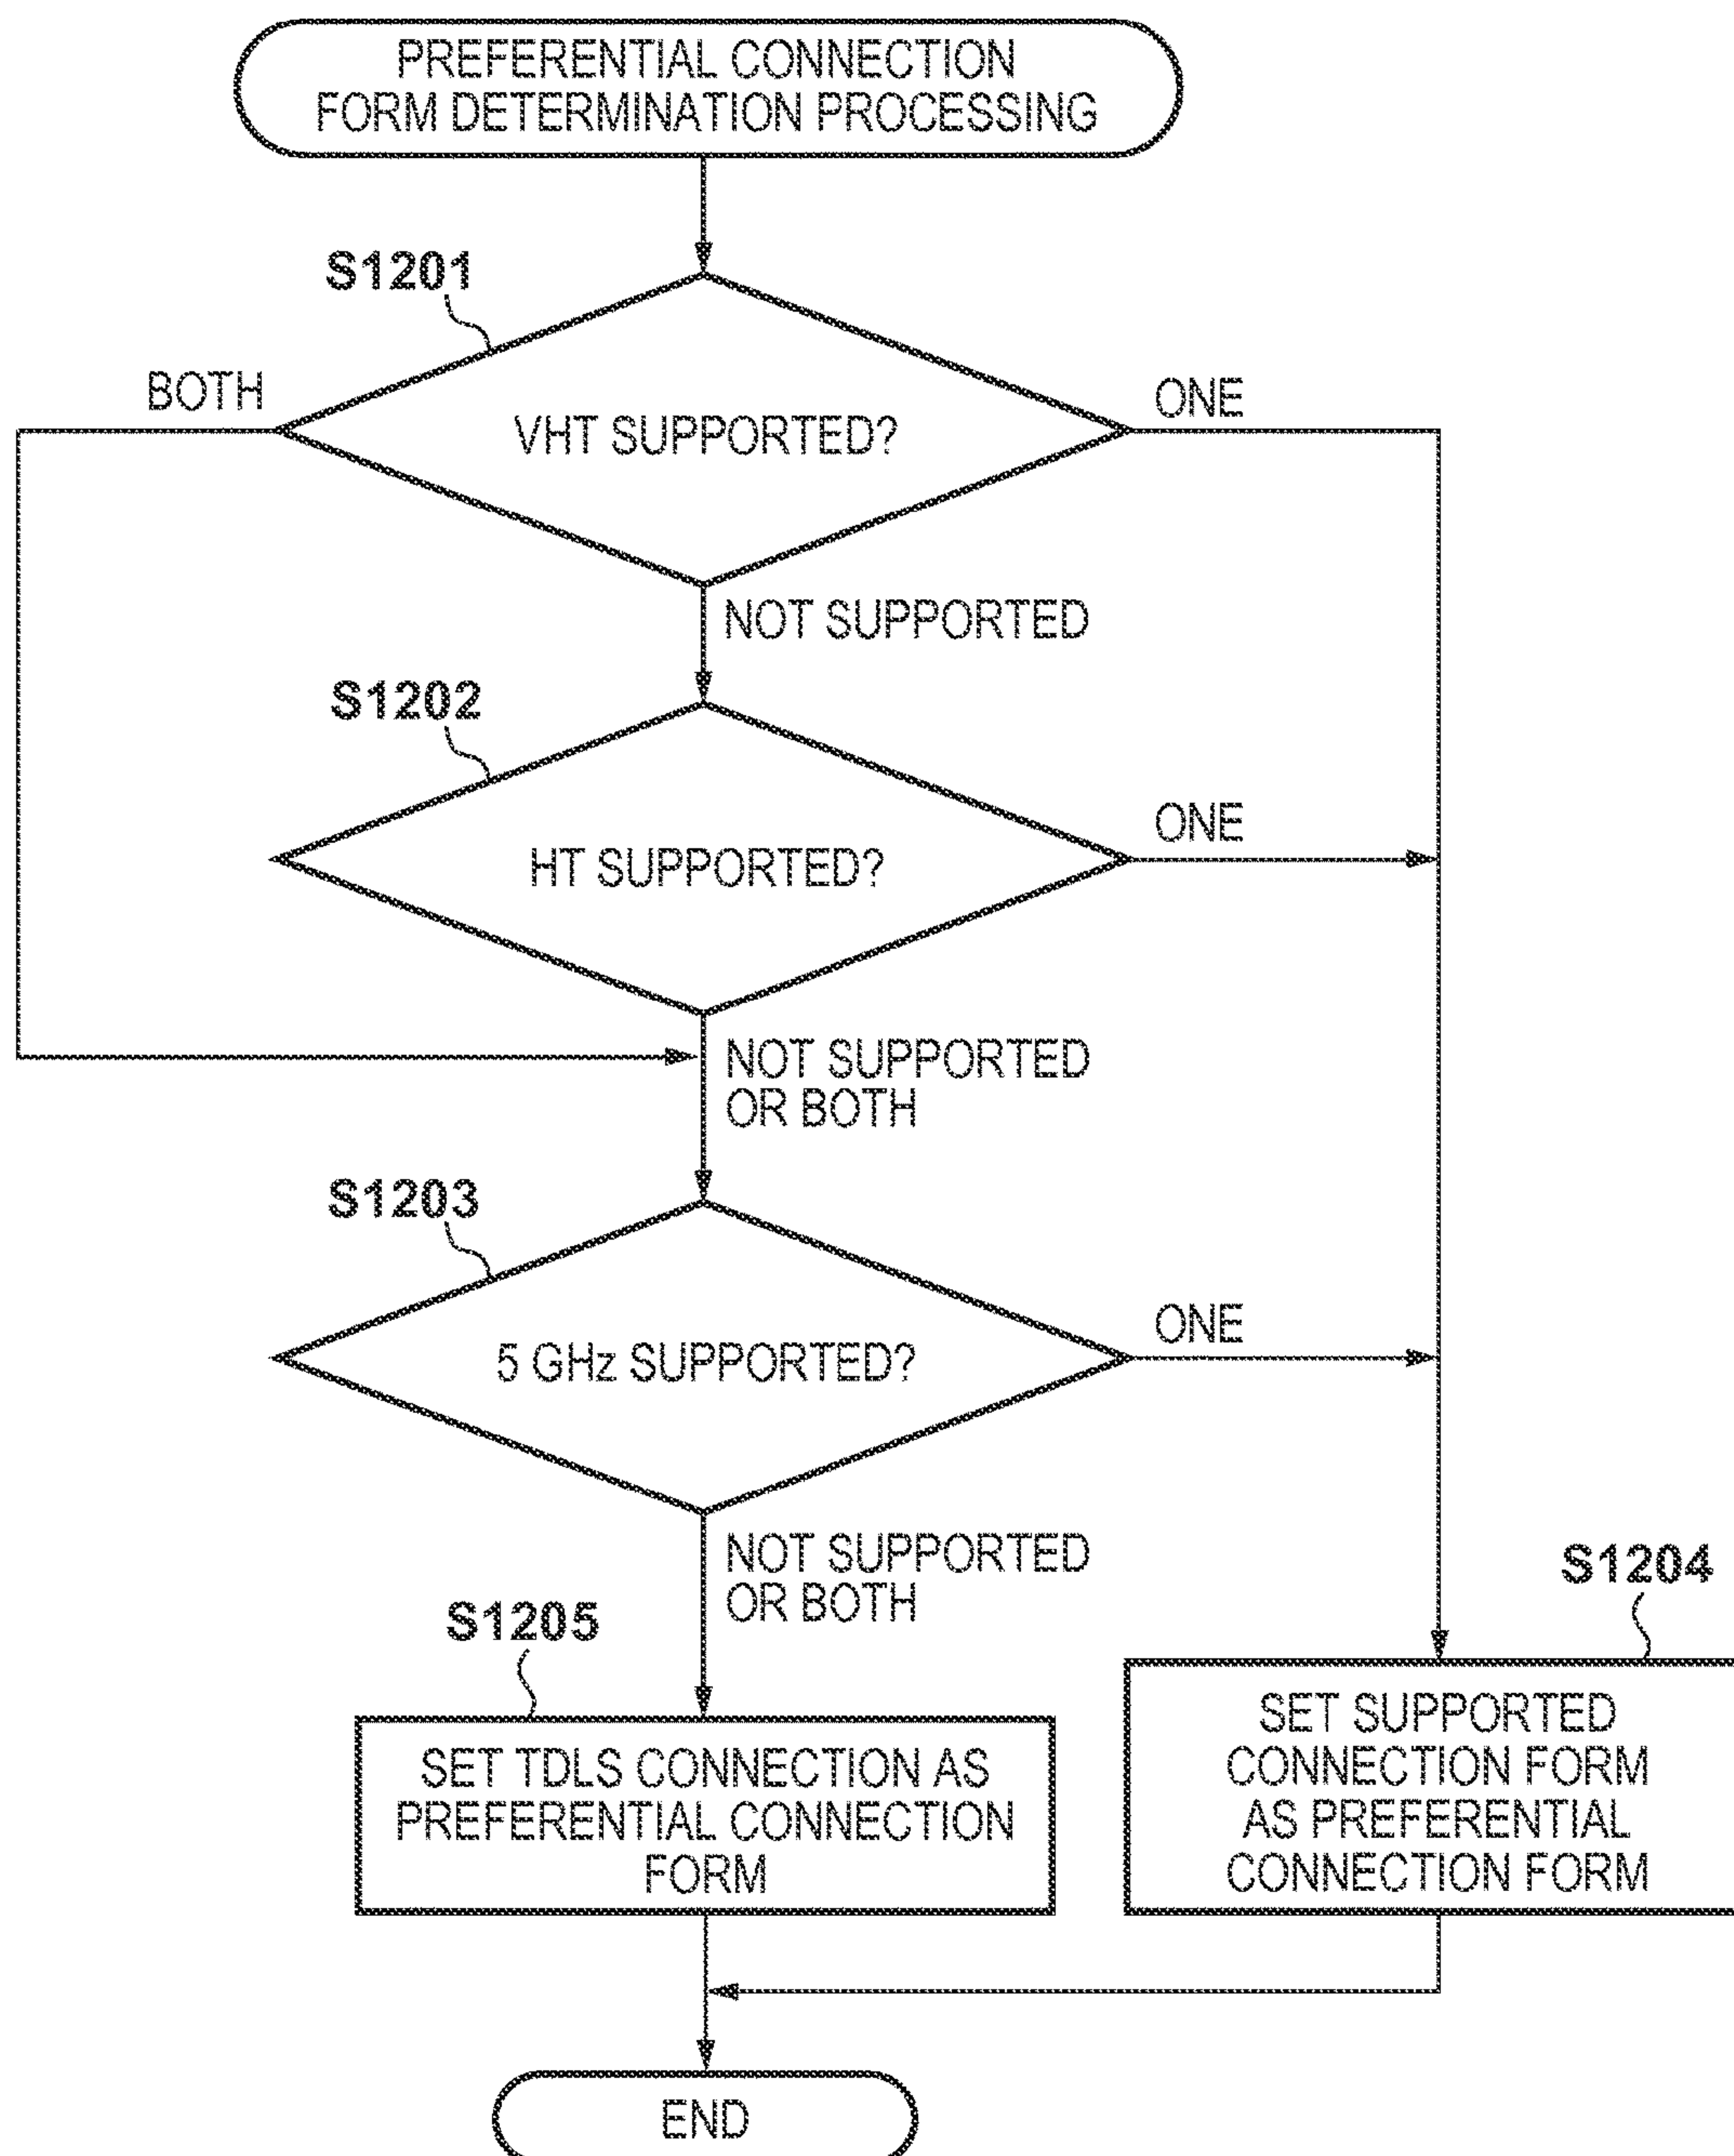 PREFERENTIAL CONNECTION
FORM DETERMINATION PROCESSING
S1201
BOTH
ONE
VHT SUPPORTED?
NOT SUPPORTED
S1202
ONE
HT SUPPORTED?
NOT SUPPORTED
OR BOTH
S1203
ONE
5 GHz SUPPORTED?
NOT SUPPORTED
OR BOTH
S1204
S1205
SET TDLS CONNECTION AS
PREFERENTIAL CONNECTION
FORM
SET SUPPORTED
CONNECTION FORM
AS PREFERENTIAL
CONNECTION FORM
END